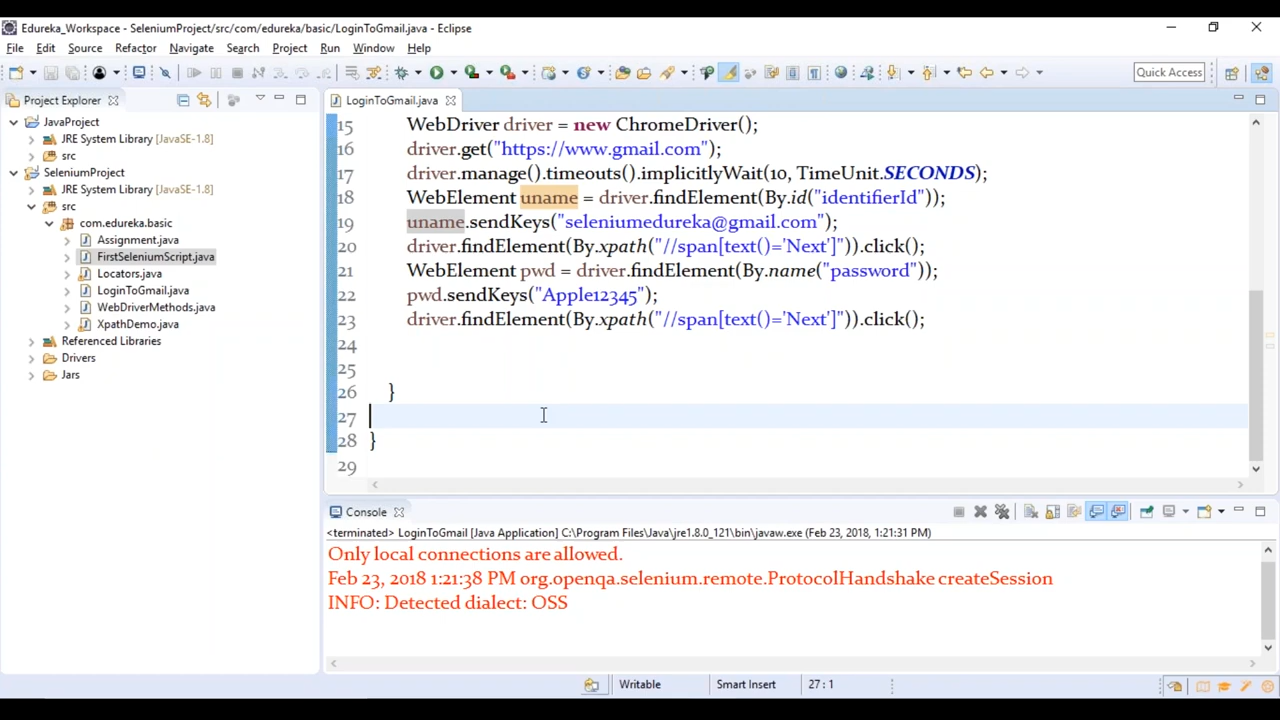 Edureka_Workspace - SeleniumProject/src/com/edureka/basic/LoginToGmail.java - Eclipse
File Edit Source Refactor Navigate Search Project Run Window Help
Quick Access
Project Explorer
LoginToGmail.java
JavaProject
JRE System Library [JavaSE-1.8]
src
SeleniumProject
JRE System Library [JavaSE-1.8]
src
com.edureka.basic
Assignment.java
FirstSeleniumScript.java
Locators.java
LoginToGmail.java
WebDriverMethods.java
XpathDemo.java
Referenced Libraries
Drivers
Jars
15 WebDriver driver = new ChromeDriver();
16 driver.get("https://www.gmail.com");
17 driver.manage().timeouts().implicitlyWait(10, TimeUnit.SECONDS);
18 WebElement uname = driver.findElement(By.id("identifierId"));
19 uname.sendKeys("seleniumedureka@gmail.com");
20 driver.findElement(By.xpath("//span[text()='Next']")).click();
21 WebElement pwd = driver.findElement(By.name("password"));
22 pwd.sendKeys("Apple12345");
23 driver.findElement(By.xpath("//span[text()='Next']")).click();
24
25
26 }
27
28 }
29
Console
<terminated> LoginToGmail [Java Application] C:\Program Files\Java\jre1.8.0_121\bin\javaw.exe (Feb 23, 2018, 1:21:31 PM)
Only local connections are allowed.
Feb 23, 2018 1:21:38 PM org.openqa.selenium.remote.ProtocolHandshake createSession
INFO: Detected dialect: OSS
Writable Smart Insert 27 : 1